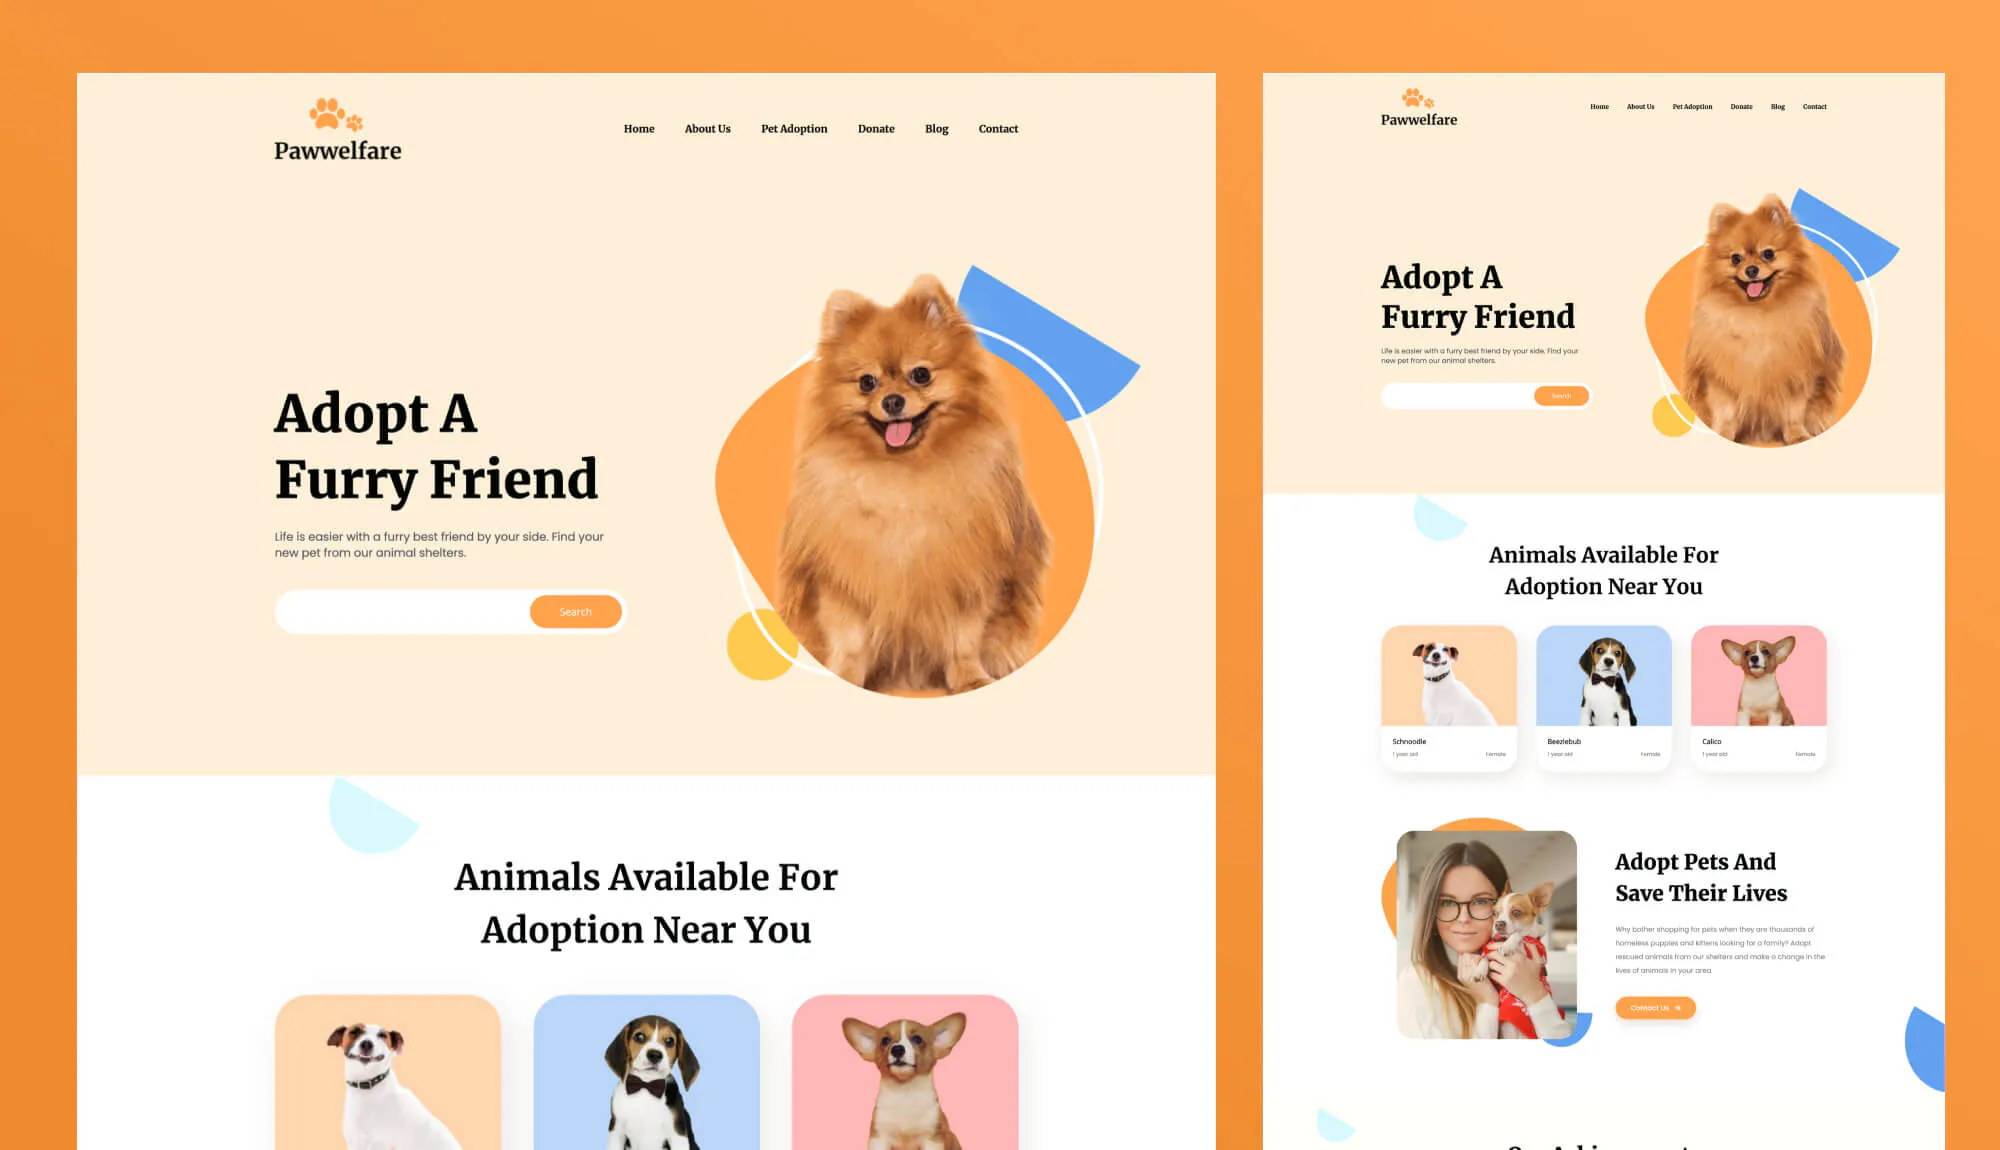 Pawwelfare
Home About Us Pet Adoption Donate Blog Contact
Adopt A
Furry Friend
Life is easier with a furry best friend by your side. Find your
new pet from our animal shelters.
Search
Animals Available For
Adoption Near You
Pawwelfare
Home About Us Pet Adoption Donate Blog Contact
Adopt A
Furry Friend
Life is easier with a furry best friend by your side. Find your
new pet from our animal shelters.
Search
Animals Available For
Adoption Near You
Schnoodle
1 year old Female
Beezlebub
1 year old Female
Calico
1 year old Female
Adopt Pets And
Save Their Lives
Why bother shopping for pets when they are thousands of
homeless puppies and kittens looking for a family? Adopt
rescued animals from our shelters and make a change in the
lives of animals in your area
Contact Us